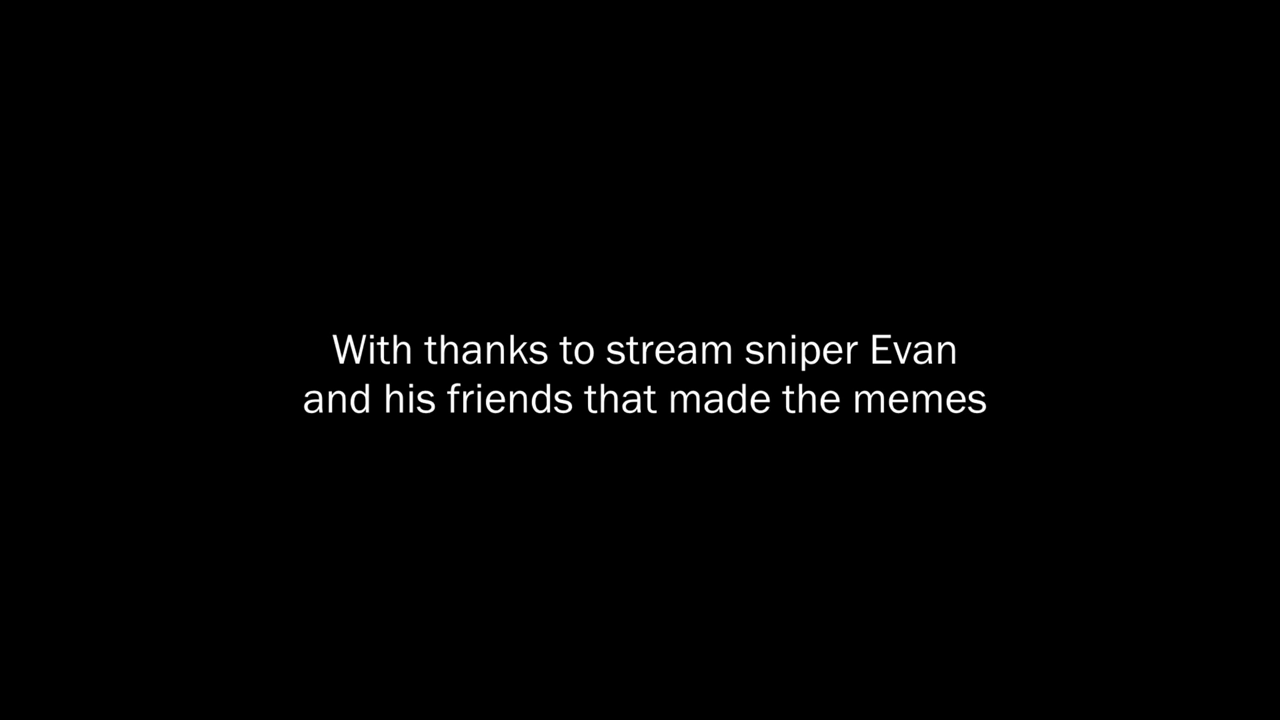 With thanks to stream sniper Evan
and his friends that made the memes